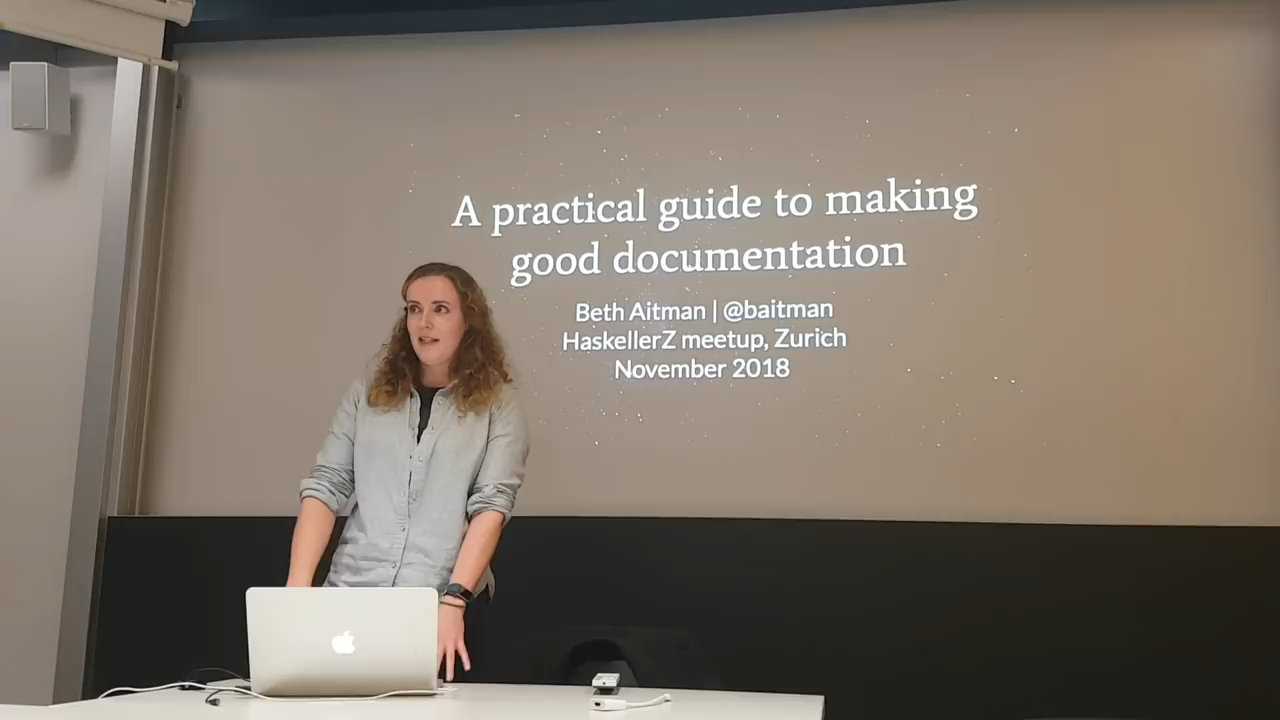 A practical guide to making
good documentation
Beth Aitman | @baitman
HaskellerZ meetup, Zurich
November 2018